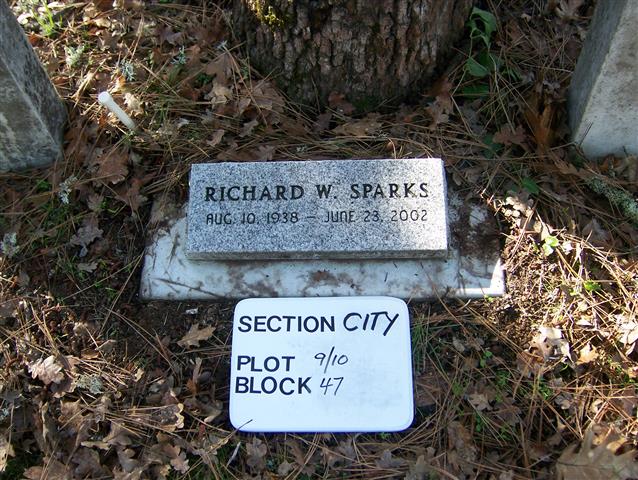 RICHARD W. SPARKS
AUG. 10, 1938 — JUNE 23, 2002
SECTION CITY
PLOT 9/10
BLOCK 47